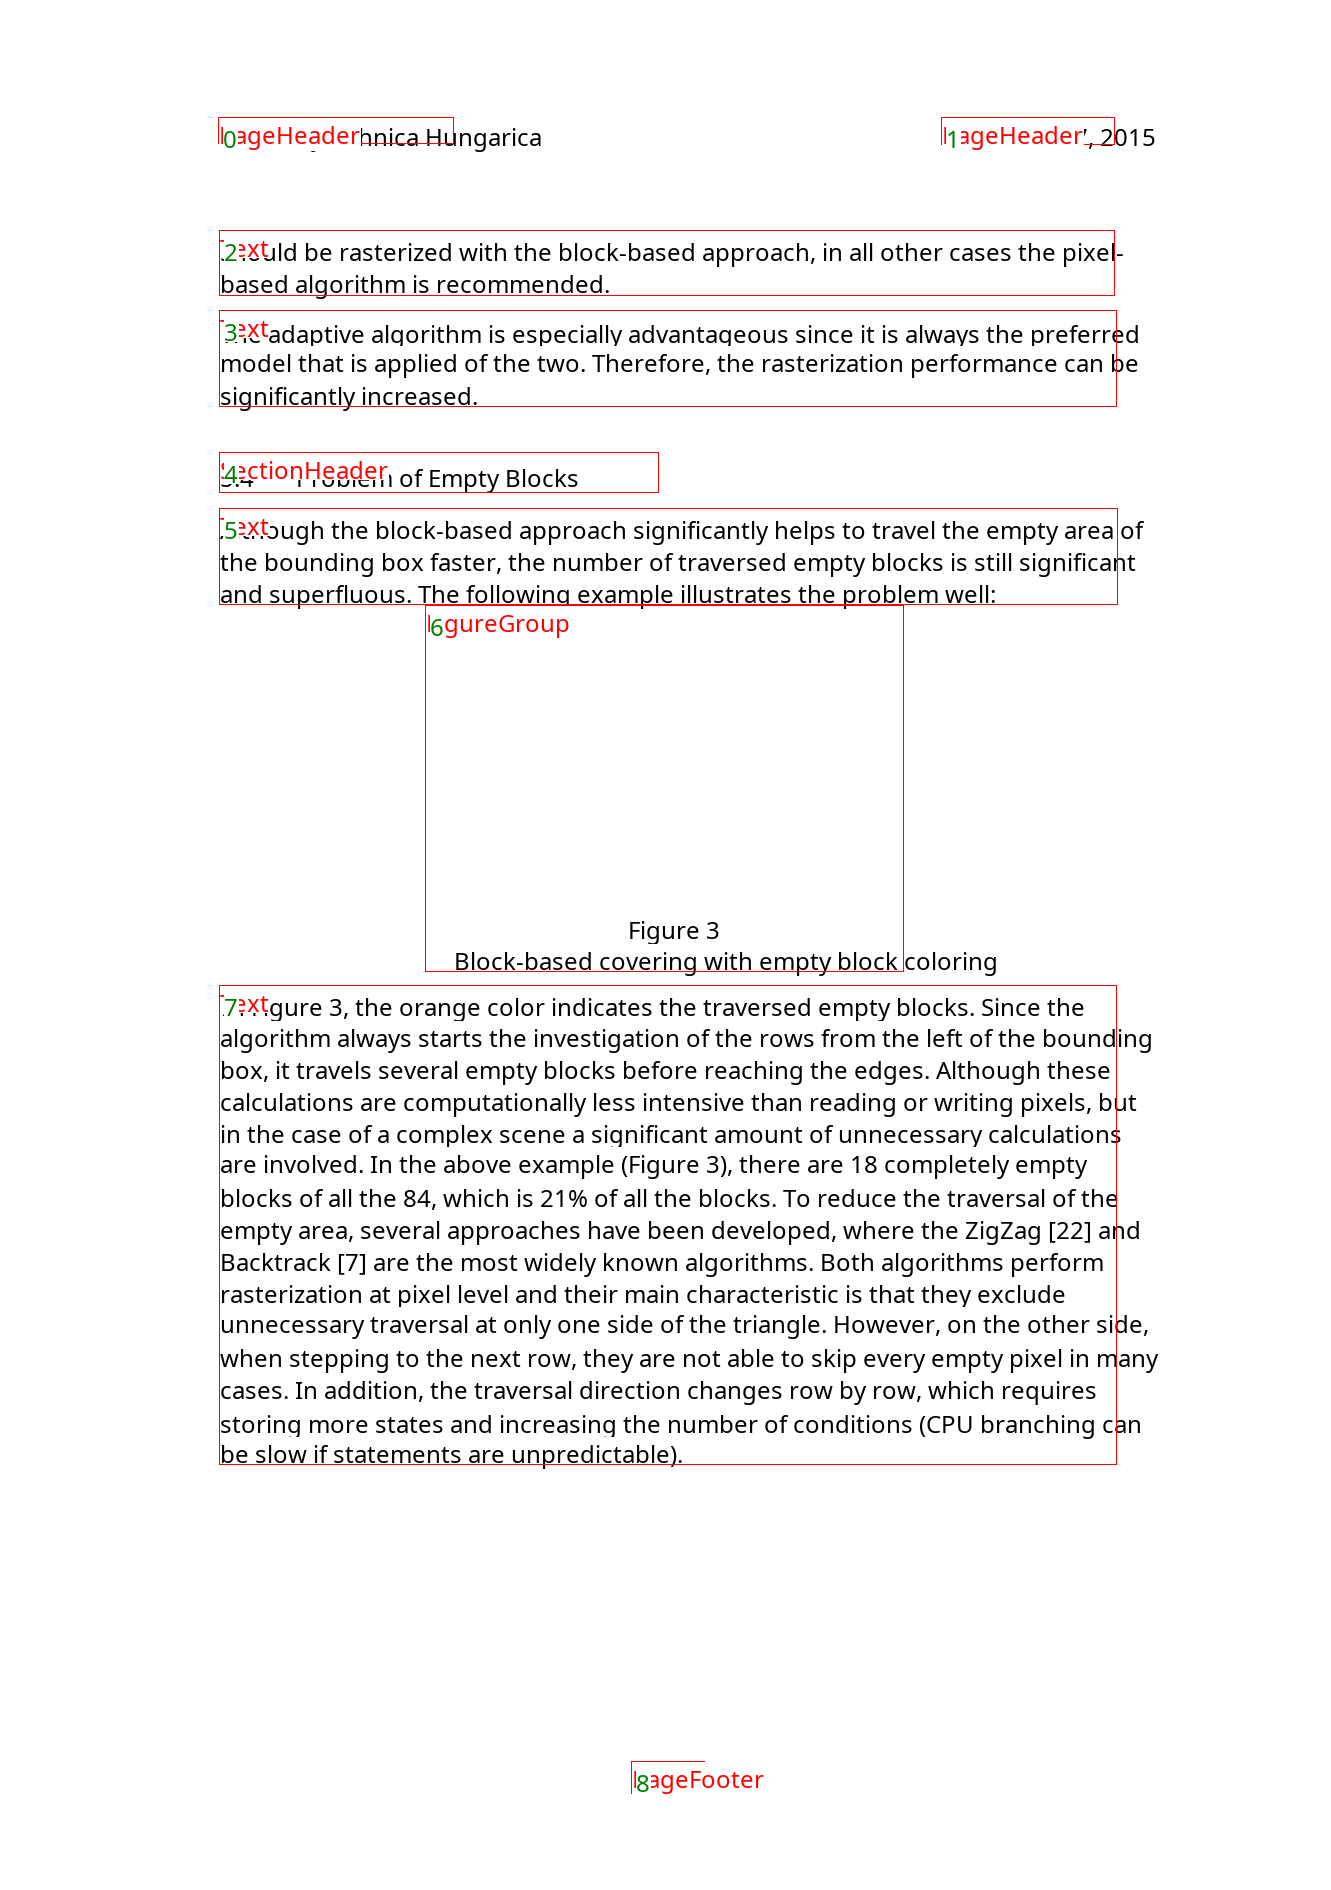 0 ageHeader hnica Hungarica 1 ageHeader , 2015
2 ext ould be rasterized with the block-based approach, in all other cases the pixel-
based algorithm is recommended.
3 ext adaptive algorithm is especially advantageous since it is always the preferred
model that is applied of the two. Therefore, the rasterization performance can be
significantly increased.
4 ectionHeader of Empty Blocks
5 ext ough the block-based approach significantly helps to travel the empty area of
the bounding box faster, the number of traversed empty blocks is still significant
and superfluous. The following example illustrates the problem well:
6 gureGroup
Figure 3
Block-based covering with empty block coloring
7 ext gure 3, the orange color indicates the traversed empty blocks. Since the
algorithm always starts the investigation of the rows from the left of the bounding
box, it travels several empty blocks before reaching the edges. Although these
calculations are computationally less intensive than reading or writing pixels, but
in the case of a complex scene a significant amount of unnecessary calculations
are involved. In the above example (Figure 3), there are 18 completely empty
blocks of all the 84, which is 21% of all the blocks. To reduce the traversal of the
empty area, several approaches have been developed, where the ZigZag [22] and
Backtrack [7] are the most widely known algorithms. Both algorithms perform
rasterization at pixel level and their main characteristic is that they exclude
unnecessary traversal at only one side of the triangle. However, on the other side,
when stepping to the next row, they are not able to skip every empty pixel in many
cases. In addition, the traversal direction changes row by row, which requires
storing more states and increasing the number of conditions (CPU branching can
be slow if statements are unpredictable).
8 ageFooter